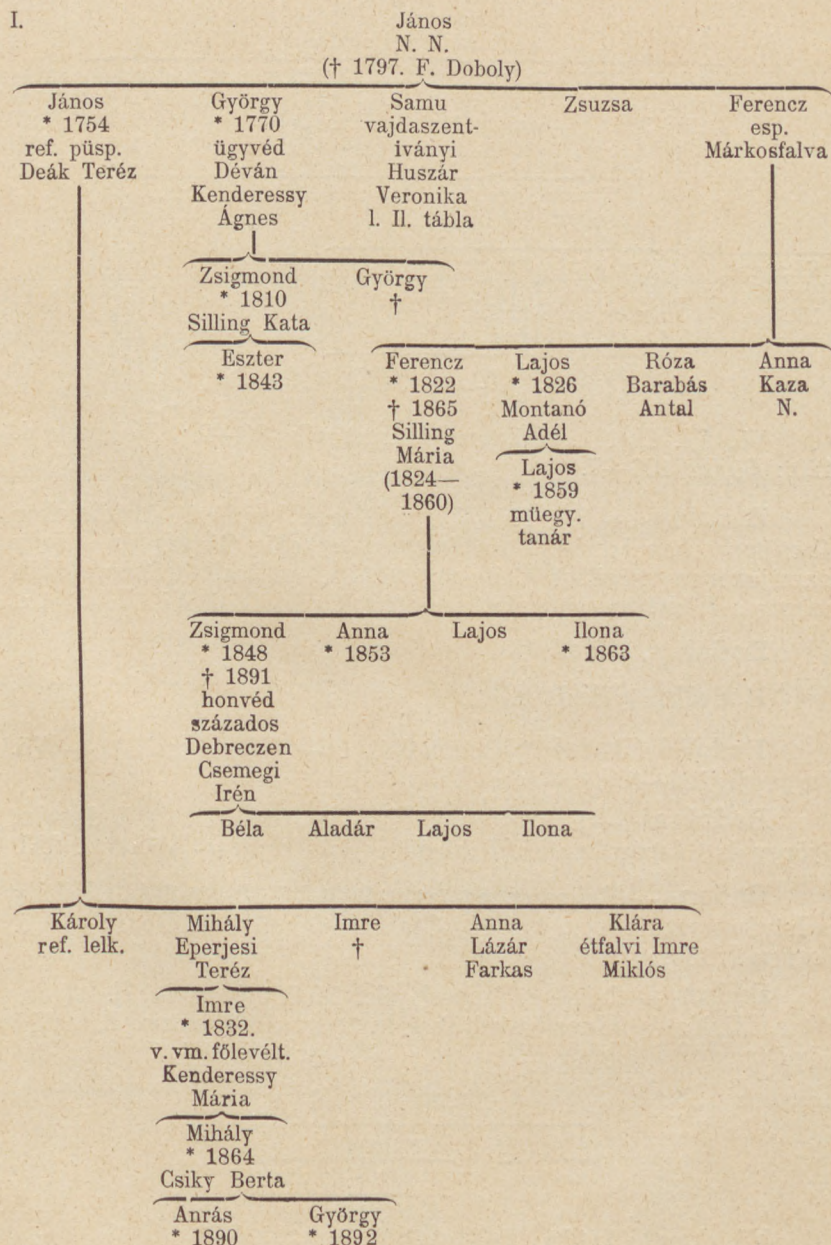 I.
János
N. N.
(† 1797. F. Doboly)
János
* 1754
ref. püsp.
Deák Teréz
György
* 1770
ügyvéd
Déván
Kenderessy
Ágnes
Samu
vajdaszent-
iványi
Huszár
Veronika
l. II. tábla
Zsuzsa
Ferencz
esp.
Márkosfalva
Zsigmond
* 1810
Silling Kata
György
†
Eszter
* 1843
Ferencz
* 1822
† 1865
Silling
Mária
(1824—
1860)
Lajos
* 1826
Montanó
Adél
Lajos
* 1859
müegy.
tanár
Róza
Barabás
Antal
Anna
Kaza
N.
Zsigmond
* 1848
† 1891
honvéd
százados
Debreczen
Csemegi
Irén
Anna
* 1853
Lajos
Ilona
* 1863
Béla
Aladár
Lajos
Ilona
Károly
ref. lelk.
Mihály
Eperjesi
Teréz
Imre
†
Anna
Lázár
Farkas
Klára
étfalvi Imre
Miklós
Imre
* 1832.
v. vm. főlevélt.
Kenderessy
Mária
Mihály
* 1864
Csiky Berta
Anrás
* 1890
György
* 1892